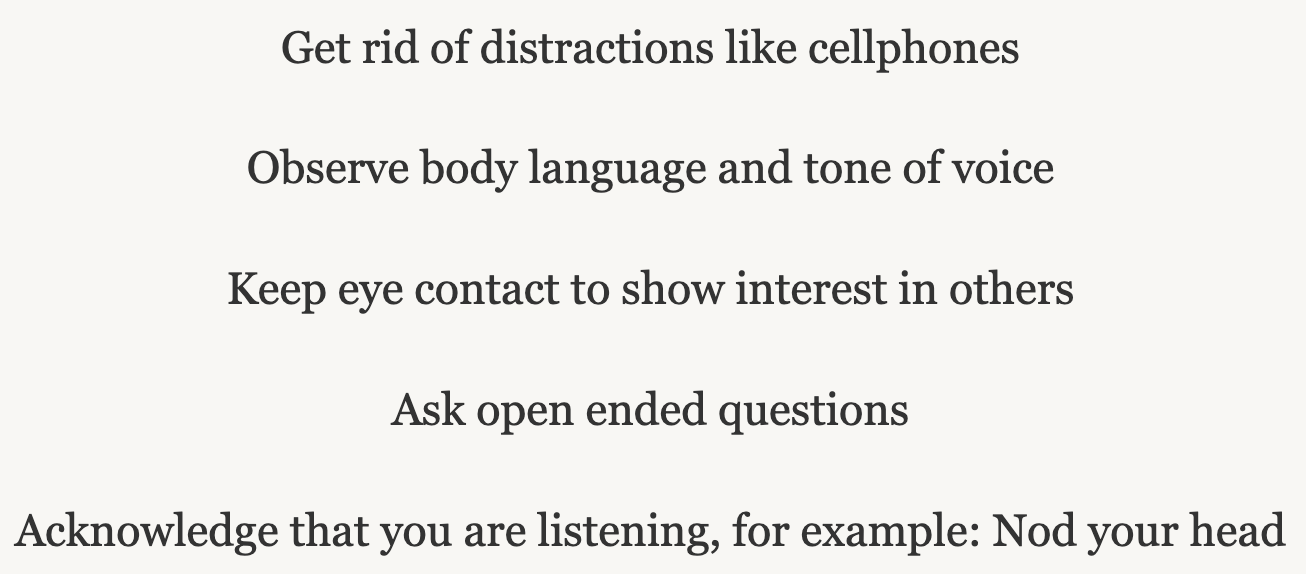 Get rid of distractions like cellphones
Observe body language and tone of voice
Keep eye contact to show interest in others
Ask open ended questions
Acknowledge that you are listening, for example: Nod your head